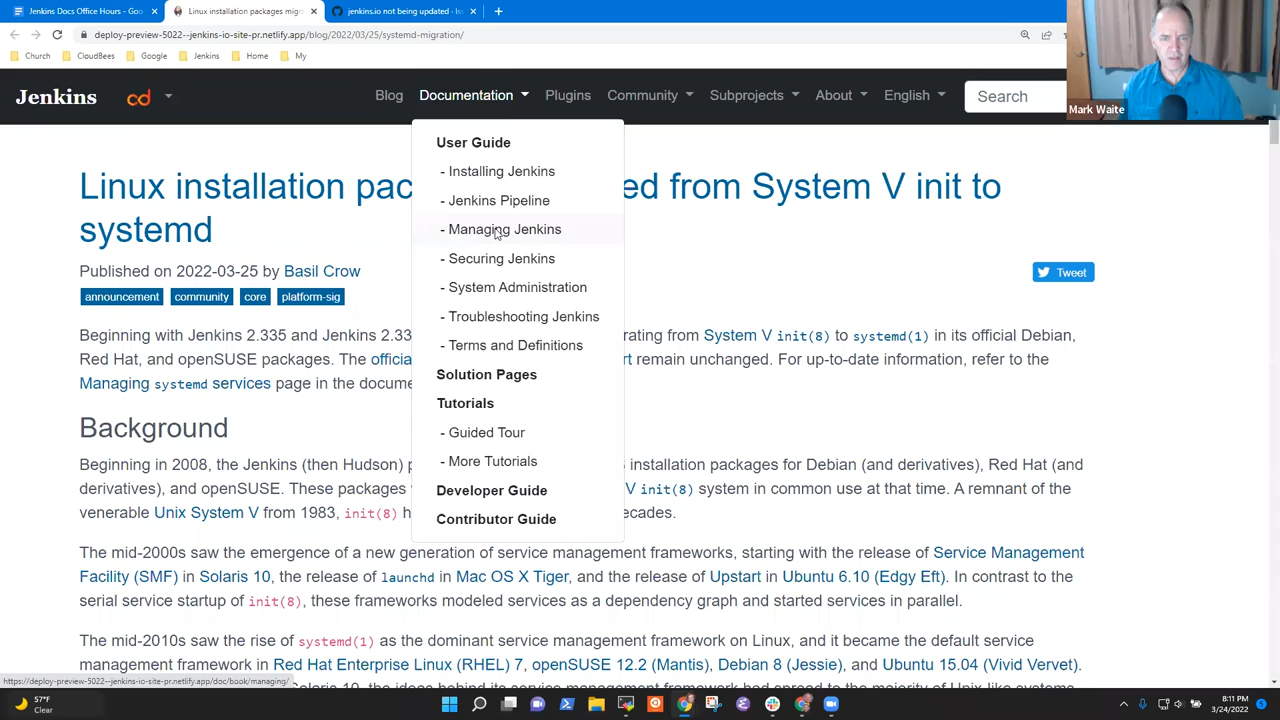 Jenkins Docs Office Hours - Goo
Linux installation packages migr
jenkins.io not being updated · Iss
deploy-preview-5022--jenkins-io-site-pr.netlify.app/blog/2022/03/25/systemd-migration/
Church
CloudBees
Google
Jenkins
Home
My
Mark Waite
Jenkins
cd
Blog
Documentation
Plugins
Community
Subprojects
About
English
Search
User Guide
- Installing Jenkins
- Jenkins Pipeline
- Managing Jenkins
- Securing Jenkins
- System Administration
- Troubleshooting Jenkins
- Terms and Definitions
Solution Pages
Tutorials
- Guided Tour
- More Tutorials
Developer Guide
Contributor Guide
Linux installation pac ed from System V init to
systemd
Published on 2022-03-25 by Basil Crow
Tweet
announcement community core platform-sig
Beginning with Jenkins 2.335 and Jenkins 2.33 rating from System V init(8) to systemd(1) in its official Debian,
Red Hat, and openSUSE packages. The official rt remain unchanged. For up-to-date information, refer to the
Managing systemd services page in the docume
Background
Beginning in 2008, the Jenkins (then Hudson) p installation packages for Debian (and derivatives), Red Hat (and
derivatives), and openSUSE. These packages V init(8) system in common use at that time. A remnant of the
venerable Unix System V from 1983, init(8) h ecades.
The mid-2000s saw the emergence of a new generation of service management frameworks, starting with the release of Service Management
Facility (SMF) in Solaris 10, the release of launchd in Mac OS X Tiger, and the release of Upstart in Ubuntu 6.10 (Edgy Eft). In contrast to the
serial service startup of init(8), these frameworks modeled services as a dependency graph and started services in parallel.
The mid-2010s saw the rise of systemd(1) as the dominant service management framework on Linux, and it became the default service
management framework in Red Hat Enterprise Linux (RHEL) 7, openSUSE 12.2 (Mantis), Debian 8 (Jessie), and Ubuntu 15.04 (Vivid Vervet).
https://deploy-preview-5022--jenkins-io-site-pr.netlify.app/doc/book/managing/
57°F
Clear
8:11 PM
3/24/2022